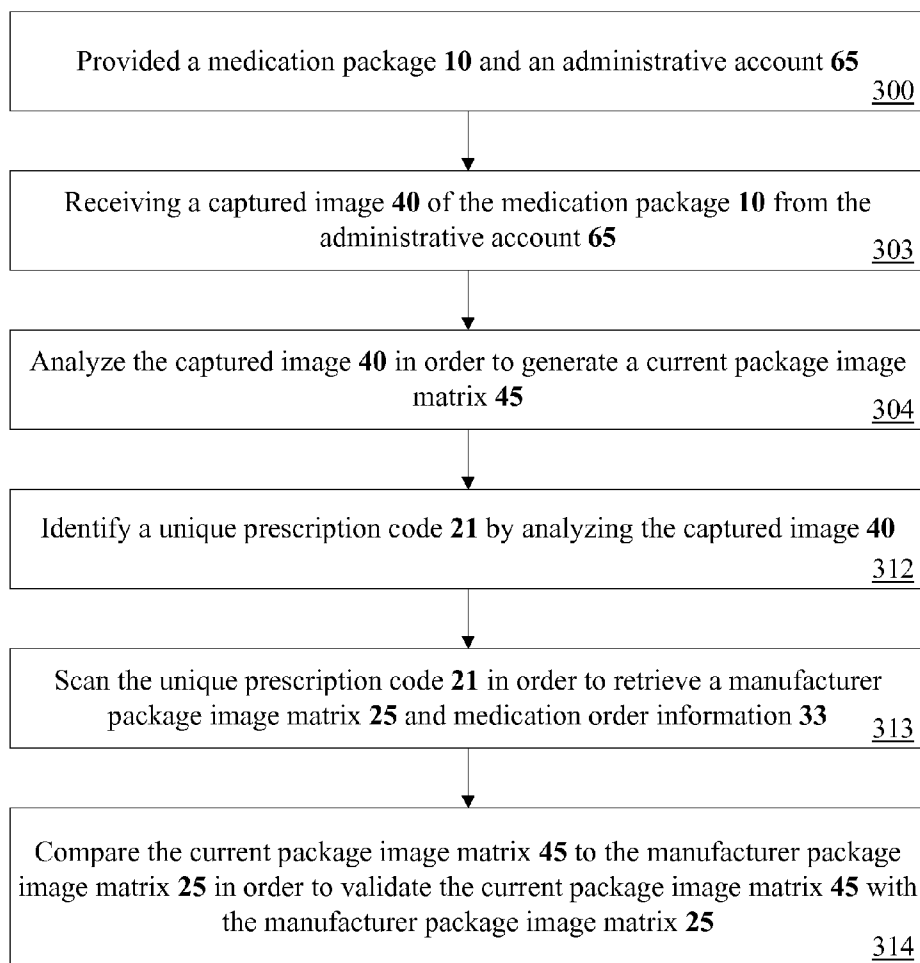 Provided a medication package 10 and an administrative account 65
300
Receiving a captured image 40 of the medication package 10 from the
administrative account 65
303
Analyze the captured image 40 in order to generate a current package image
matrix 45
304
Identify a unique prescription code 21 by analyzing the captured image 40
312
Scan the unique prescription code 21 in order to retrieve a manufacturer
package image matrix 25 and medication order information 33
313
Compare the current package image matrix 45 to the manufacturer package
image matrix 25 in order to validate the current package image matrix 45 with
the manufacturer package image matrix 25
314